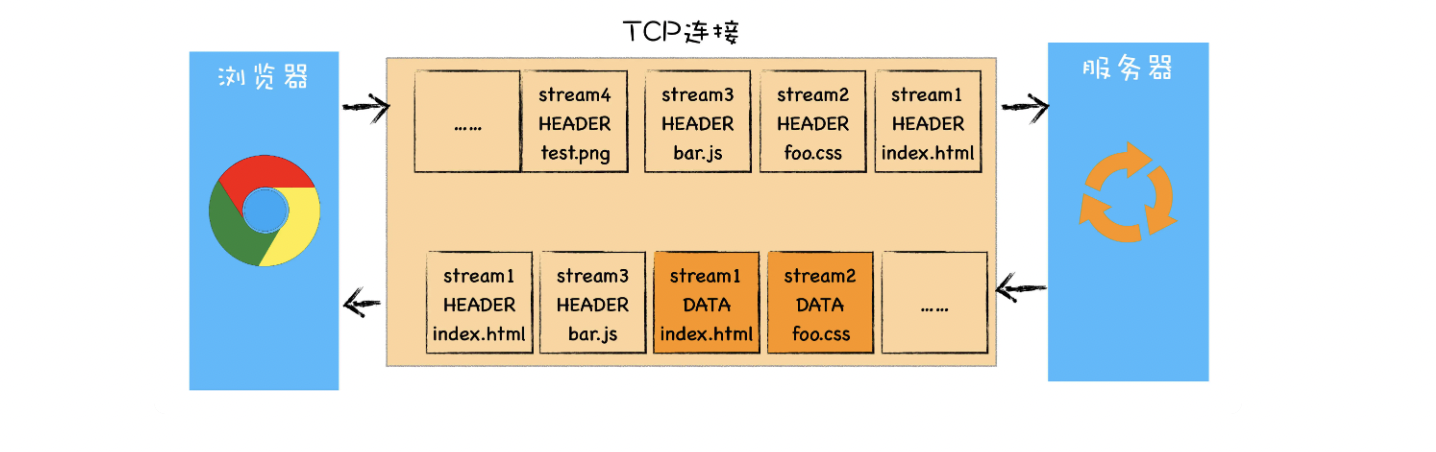 TCP连接
浏览器
服务器
……
stream4
HEADER
test.png
stream3
HEADER
bar.js
stream2
HEADER
foo.css
stream1
HEADER
index.html
stream1
HEADER
index.html
stream3
HEADER
bar.js
stream1
DATA
index.html
stream2
DATA
foo.css
……